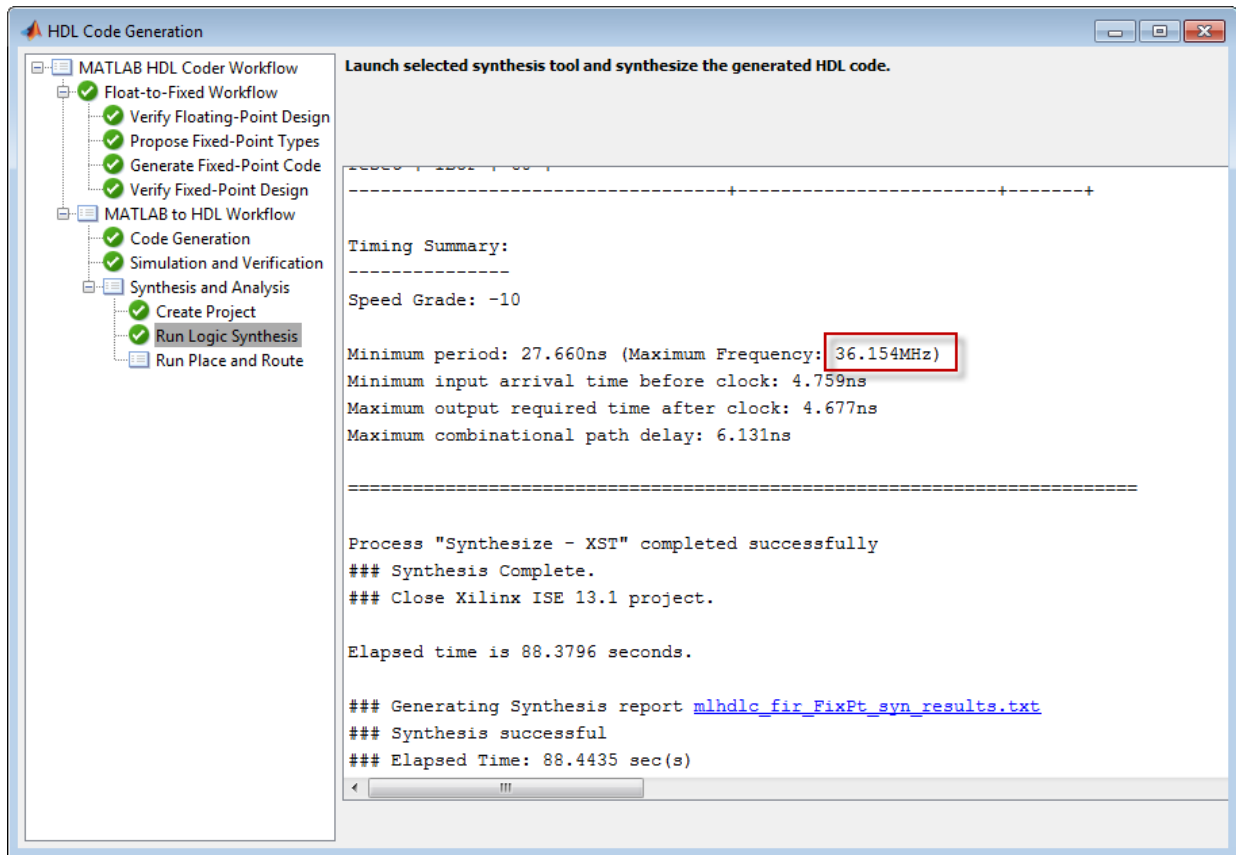 HDL Code Generation
MATLAB HDL Coder Workflow
Float-to-Fixed Workflow
Verify Floating-Point Design
Propose Fixed-Point Types
Generate Fixed-Point Code
Verify Fixed-Point Design
MATLAB to HDL Workflow
Code Generation
Simulation and Verification
Synthesis and Analysis
Create Project
Run Logic Synthesis
Run Place and Route
Launch selected synthesis tool and synthesize the generated HDL code.
-----------------------------------+------------------------+-------+
Timing Summary:
---------------
Speed Grade: -10
Minimum period: 27.660ns (Maximum Frequency: 36.154MHz)
Minimum input arrival time before clock: 4.759ns
Maximum output required time after clock: 4.677ns
Maximum combinational path delay: 6.131ns
=========================================================================
Process "Synthesize - XST" completed successfully
### Synthesis Complete.
### Close Xilinx ISE 13.1 project.
Elapsed time is 88.3796 seconds.
### Generating Synthesis report mlhdlc_fir_FixPt_syn_results.txt
### Synthesis successful
### Elapsed Time: 88.4435 sec(s)